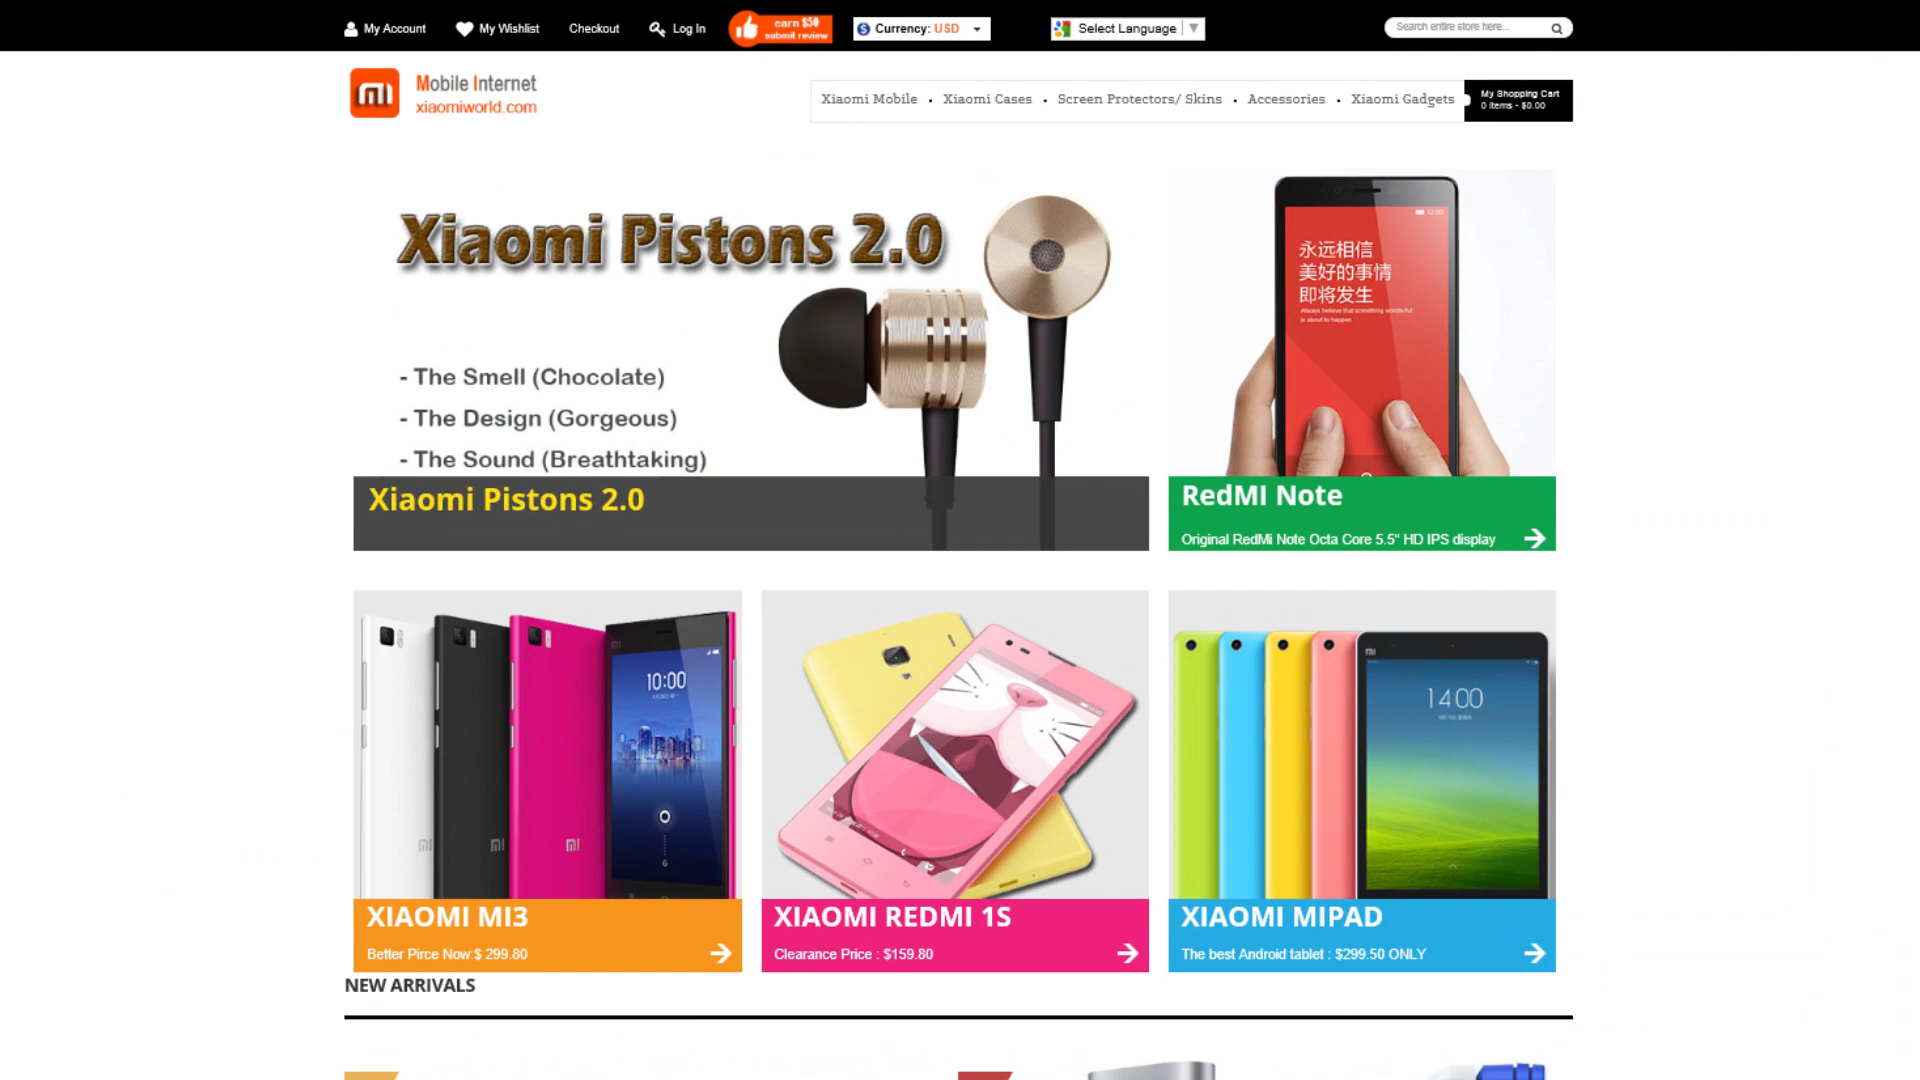 My Account
My Wishlist
Checkout
Log In
earn $50
submit review
Currency: USD
Select Language
Search entire store here...
Mobile Internet
xiaomiworld.com
Xiaomi Mobile • Xiaomi Cases • Screen Protectors/ Skins • Accessories • Xiaomi Gadgets
My Shopping Cart
0 items - $0.00
Xiaomi Pistons 2.0
- The Smell (Chocolate)
- The Design (Gorgeous)
- The Sound (Breathtaking)
Xiaomi Pistons 2.0
12:00
永远相信
美好的事情
即将发生
Always believe that something wonderful
is about to happen
RedMI Note
Original RedMi Note Octa Core 5.5" HD IPS display
10:00
XIAOMI MI3
Better Pirce Now:$ 299.80
XIAOMI REDMI 1S
Clearance Price : $159.80
14:00
XIAOMI MIPAD
The best Android tablet : $299.50 ONLY
NEW ARRIVALS